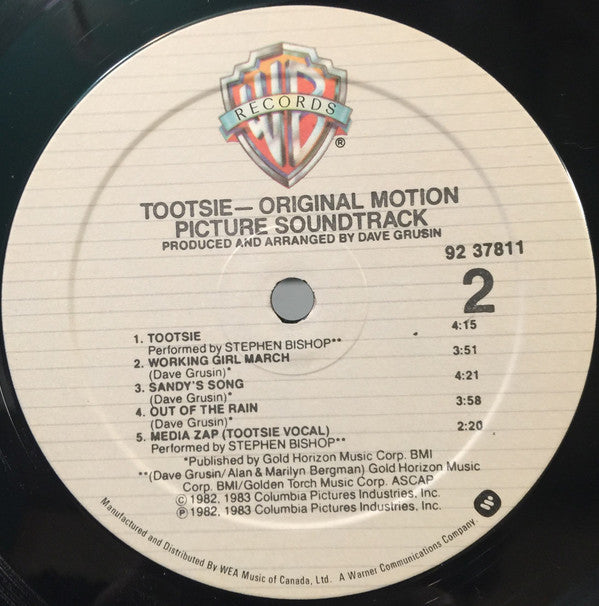 WB
RECORDS
®
TOOTSIE— ORIGINAL MOTION
PICTURE SOUNDTRACK
PRODUCED AND ARRANGED BY DAVE GRUSIN
92 37811
2
1. TOOTSIE 4:15
Performed by STEPHEN BISHOP**
2. WORKING GIRL MARCH 3:51
(Dave Grusin)*
3. SANDY'S SONG 4:21
(Dave Grusin)*
4. OUT OF THE RAIN 3:58
(Dave Grusin)*
5. MEDIA ZAP (TOOTSIE VOCAL) 2:20
Performed by STEPHEN BISHOP**
*Published by Gold Horizon Music Corp. BMI
**(Dave Grusin/Alan & Marilyn Bergman) Gold Horizon Music
Corp. BMI/Golden Torch Music Corp. ASCAP
© 1982, 1983 Columbia Pictures Industries, Inc.
℗ 1982, 1983 Columbia Pictures Industries, Inc.
Manufactured and Distributed By WEA Music of Canada, Ltd. A Warner Communications Company.